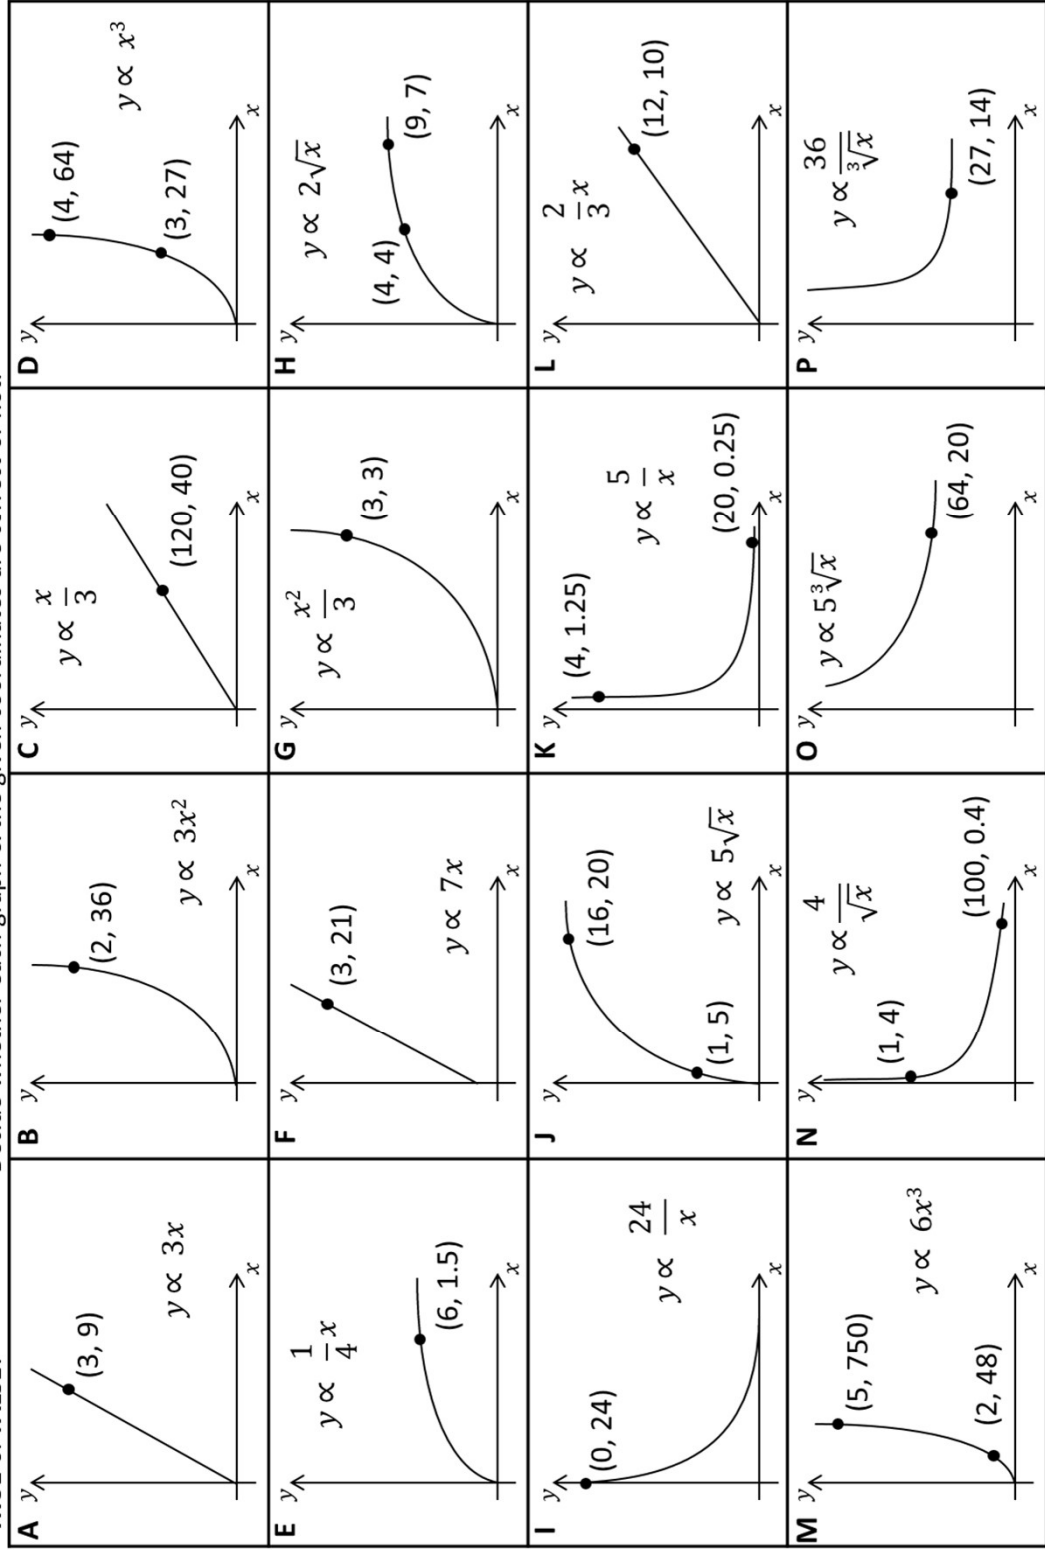 A
y
(3, 9)
y ∝ 3x
x
B
y
(2, 36)
y ∝ 3x²
x
C
y
y ∝ x/3
(120, 40)
x
D
y
(4, 64)
y ∝ x³
(3, 27)
x
E
y
y ∝ 1/4 x
(6, 1.5)
x
F
y
(3, 21)
y ∝ 7x
x
G
y
y ∝ x²/3
(3, 3)
x
H
y
y ∝ 2√x
(4, 4)
(9, 7)
x
I
y
(0, 24)
y ∝ 24/x
x
J
y
(16, 20)
(1, 5)
y ∝ 5√x
x
K
y
(4, 1.25)
y ∝ 5/x
(20, 0.25)
x
L
y
y ∝ 2/3 x
(12, 10)
x
M
y
(5, 750)
y ∝ 6x³
(2, 48)
x
N
y
y ∝ 4/√x
(1, 4)
(100, 0.4)
x
O
y
y ∝ 5∛x
(64, 20)
x
P
y
y ∝ 36/∛x
(27, 14)
x